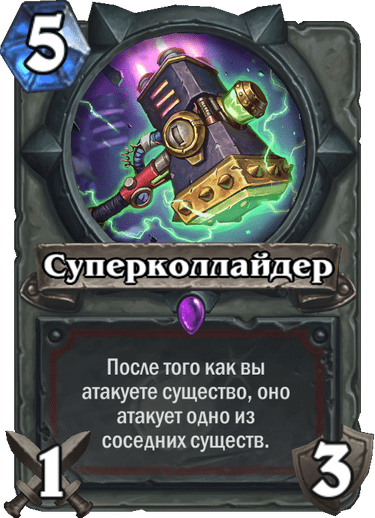 5
Суперколлайдер
После того как вы
атакуете существо, оно
атакует одно из
соседних существ.
1
3